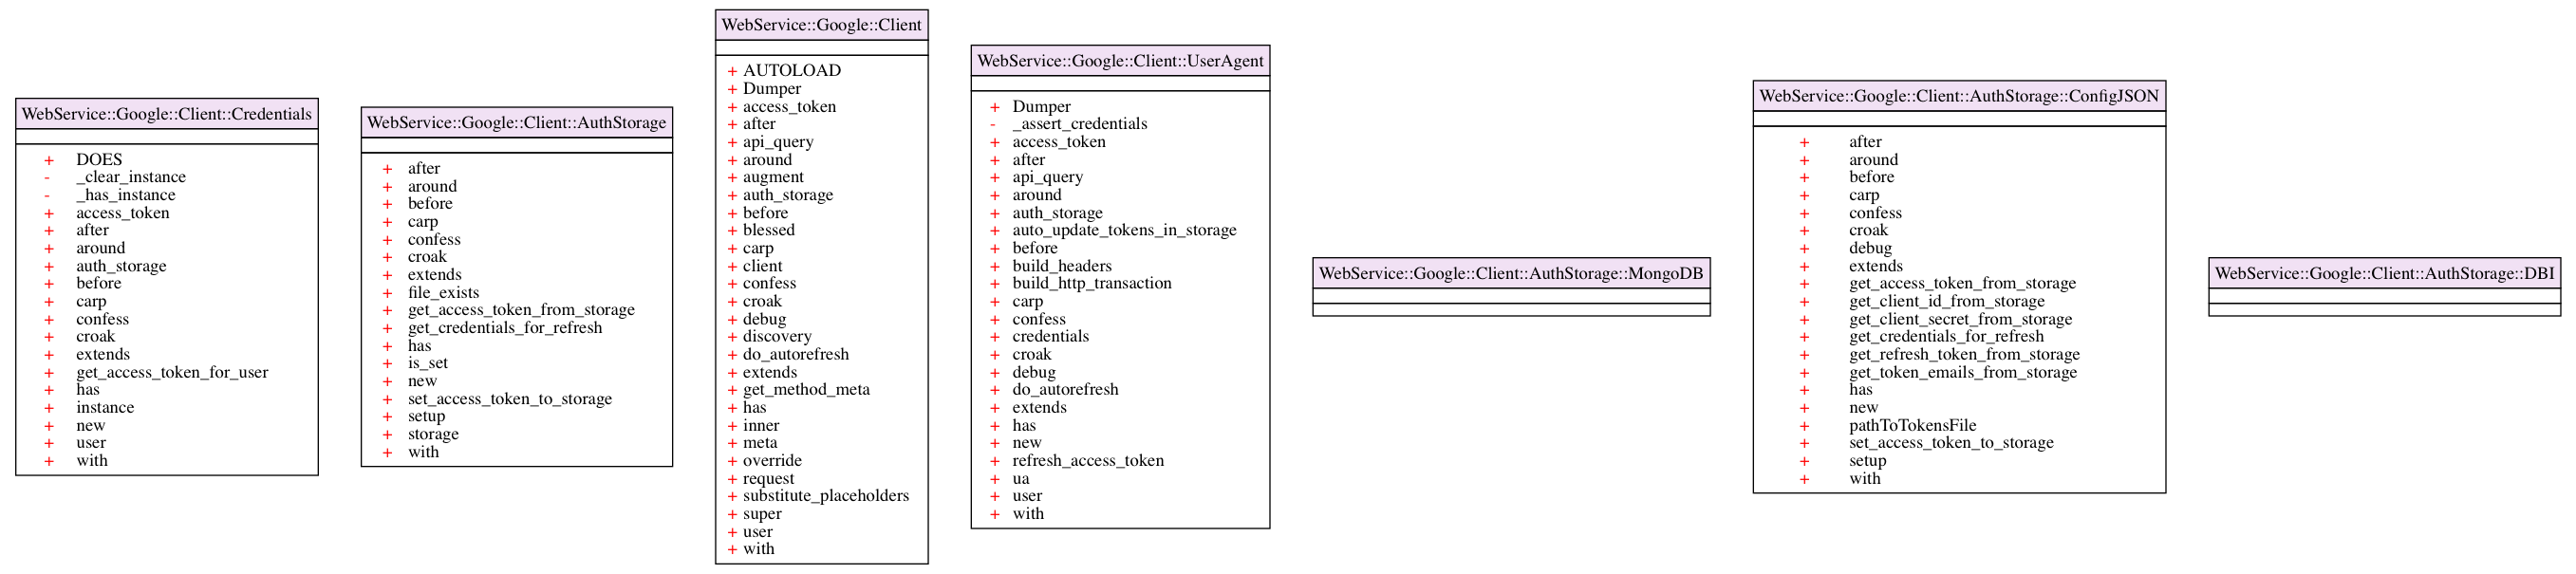 WebService::Google::Client::Credentials
+ DOES
- _clear_instance
- _has_instance
+ access_token
+ after
+ around
+ auth_storage
+ before
+ carp
+ confess
+ croak
+ extends
+ get_access_token_for_user
+ has
+ instance
+ new
+ user
+ with
WebService::Google::Client::AuthStorage
+ after
+ around
+ before
+ carp
+ confess
+ croak
+ extends
+ file_exists
+ get_access_token_from_storage
+ get_credentials_for_refresh
+ has
+ is_set
+ new
+ set_access_token_to_storage
+ setup
+ storage
+ with
WebService::Google::Client
+ AUTOLOAD
+ Dumper
+ access_token
+ after
+ api_query
+ around
+ augment
+ auth_storage
+ before
+ blessed
+ carp
+ client
+ confess
+ croak
+ debug
+ discovery
+ do_autorefresh
+ extends
+ get_method_meta
+ has
+ inner
+ meta
+ override
+ request
+ substitute_placeholders
+ super
+ user
+ with
WebService::Google::Client::UserAgent
+ Dumper
- _assert_credentials
+ access_token
+ after
+ api_query
+ around
+ auth_storage
+ auto_update_tokens_in_storage
+ before
+ build_headers
+ build_http_transaction
+ carp
+ confess
+ credentials
+ croak
+ debug
+ do_autorefresh
+ extends
+ has
+ new
+ refresh_access_token
+ ua
+ user
+ with
WebService::Google::Client::AuthStorage::MongoDB
WebService::Google::Client::AuthStorage::ConfigJSON
+ after
+ around
+ before
+ carp
+ confess
+ croak
+ debug
+ extends
+ get_access_token_from_storage
+ get_client_id_from_storage
+ get_client_secret_from_storage
+ get_credentials_for_refresh
+ get_refresh_token_from_storage
+ get_token_emails_from_storage
+ has
+ new
+ pathToTokensFile
+ set_access_token_to_storage
+ setup
+ with
WebService::Google::Client::AuthStorage::DBI